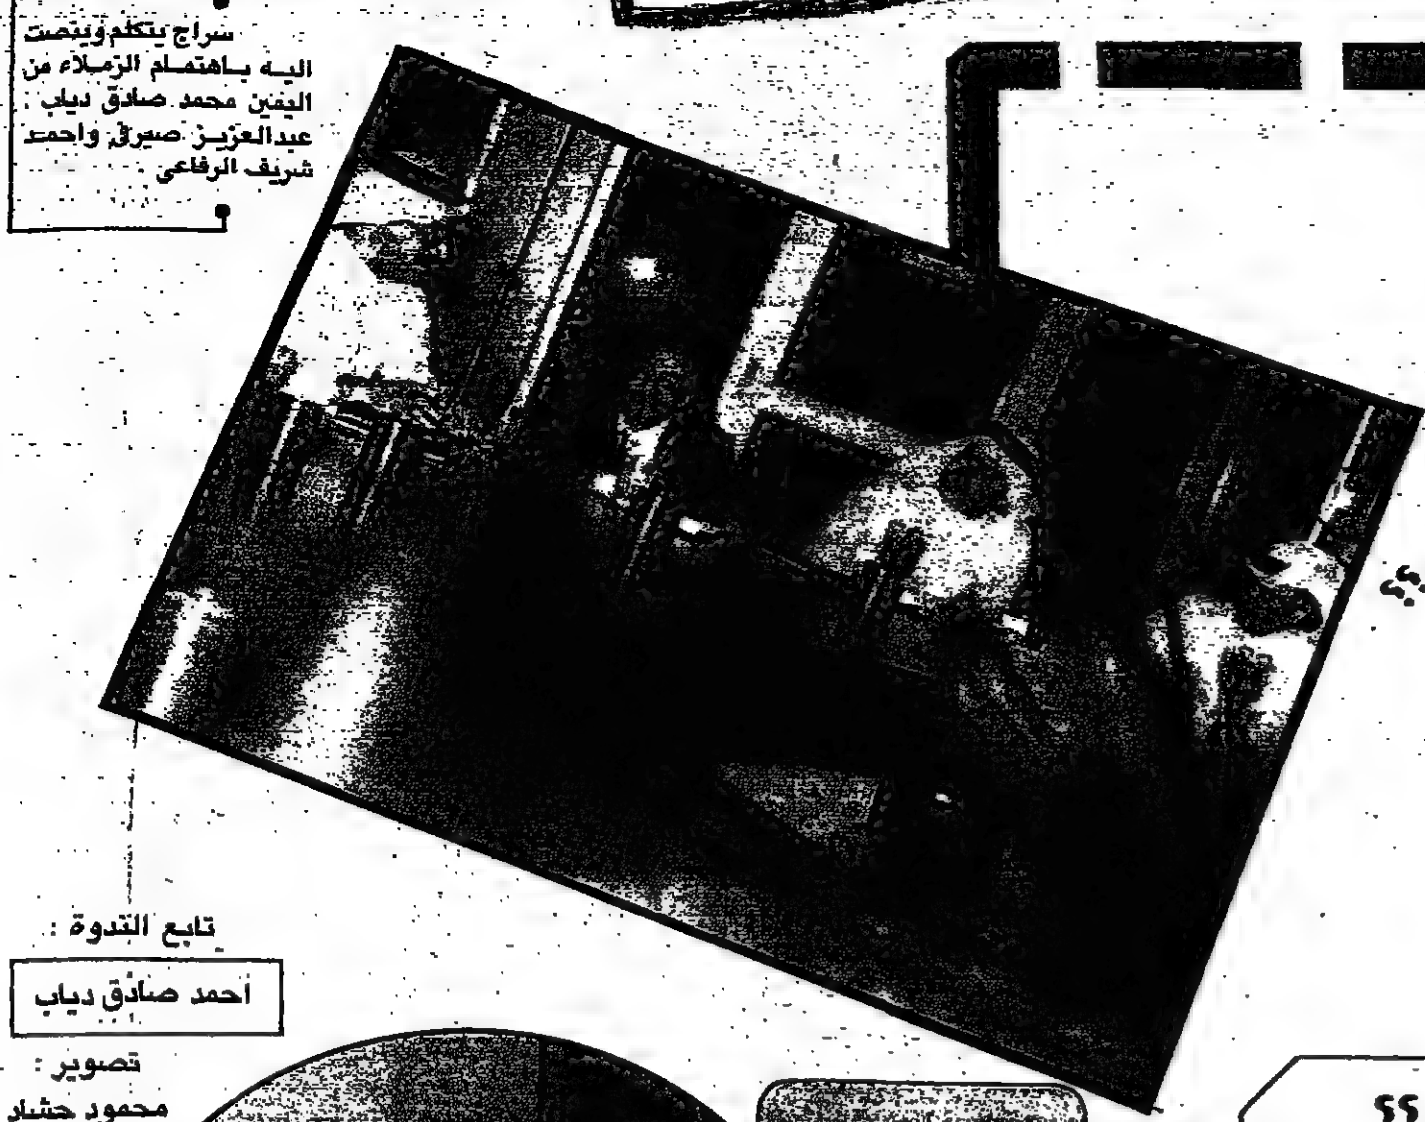 سراج يتكلم وينصت
اليه باهتمام الزملاء من
اليمين محمد صادق دياب
عبدالعزيز صيرفي واحمد
شريف الرفاعي .
تابع الندوة :
أحمد صادق دياب
تصوير :
محمود حشاد
؟؟